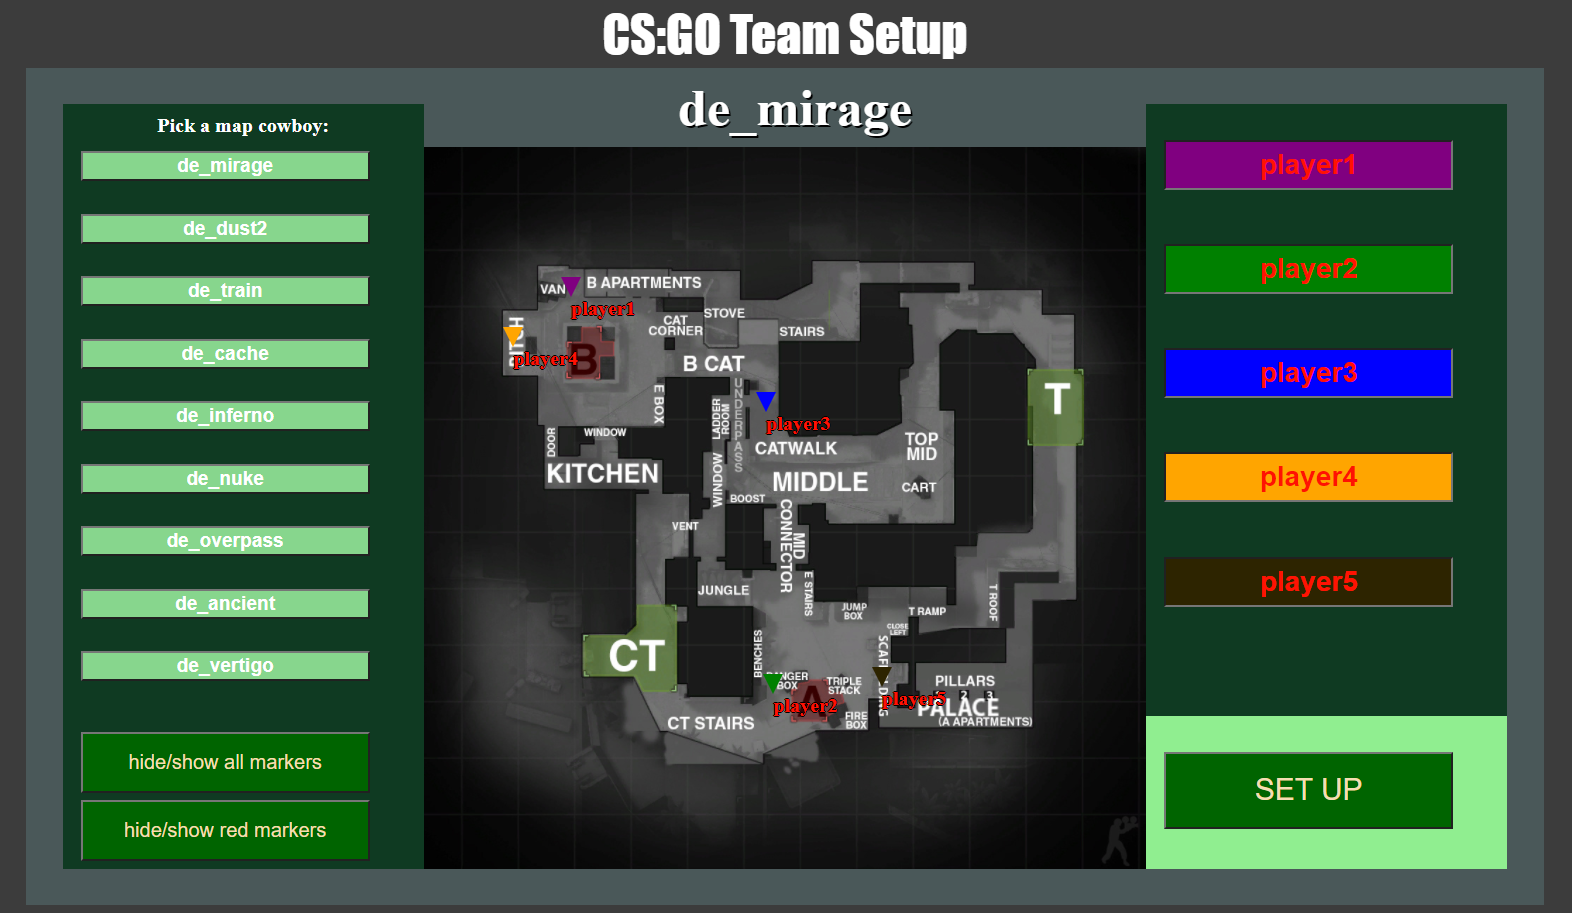 CS:GO Team Setup
de_mirage
Pick a map cowboy:
de_mirage
de_dust2
de_train
de_cache
de_inferno
de_nuke
de_overpass
de_ancient
de_vertigo
hide/show all markers
hide/show red markers
VAN
B APARTMENTS
player1
STOVE
CAT
CORNER
STAIRS
player4
B
B CAT
UNDERPASS
E BOX
LADDER
ROOM
player3
T
DOOR
WINDOW
CATWALK
TOP
MID
KITCHEN
WINDOW
MIDDLE
CART
BOOST
VENT
MID
CONNECTOR
JUNGLE
E STAIRS
JUMP
BOX
T RAMP
T ROOF
CLOSE
LEFT
CT
BENCHES
BOX
TRIPLE
STACK
PILLARS
2
3
player2
A
player5
PALACE
(A APARTMENTS)
FIRE
BOX
CT STAIRS
player1
player2
player3
player4
player5
SET UP